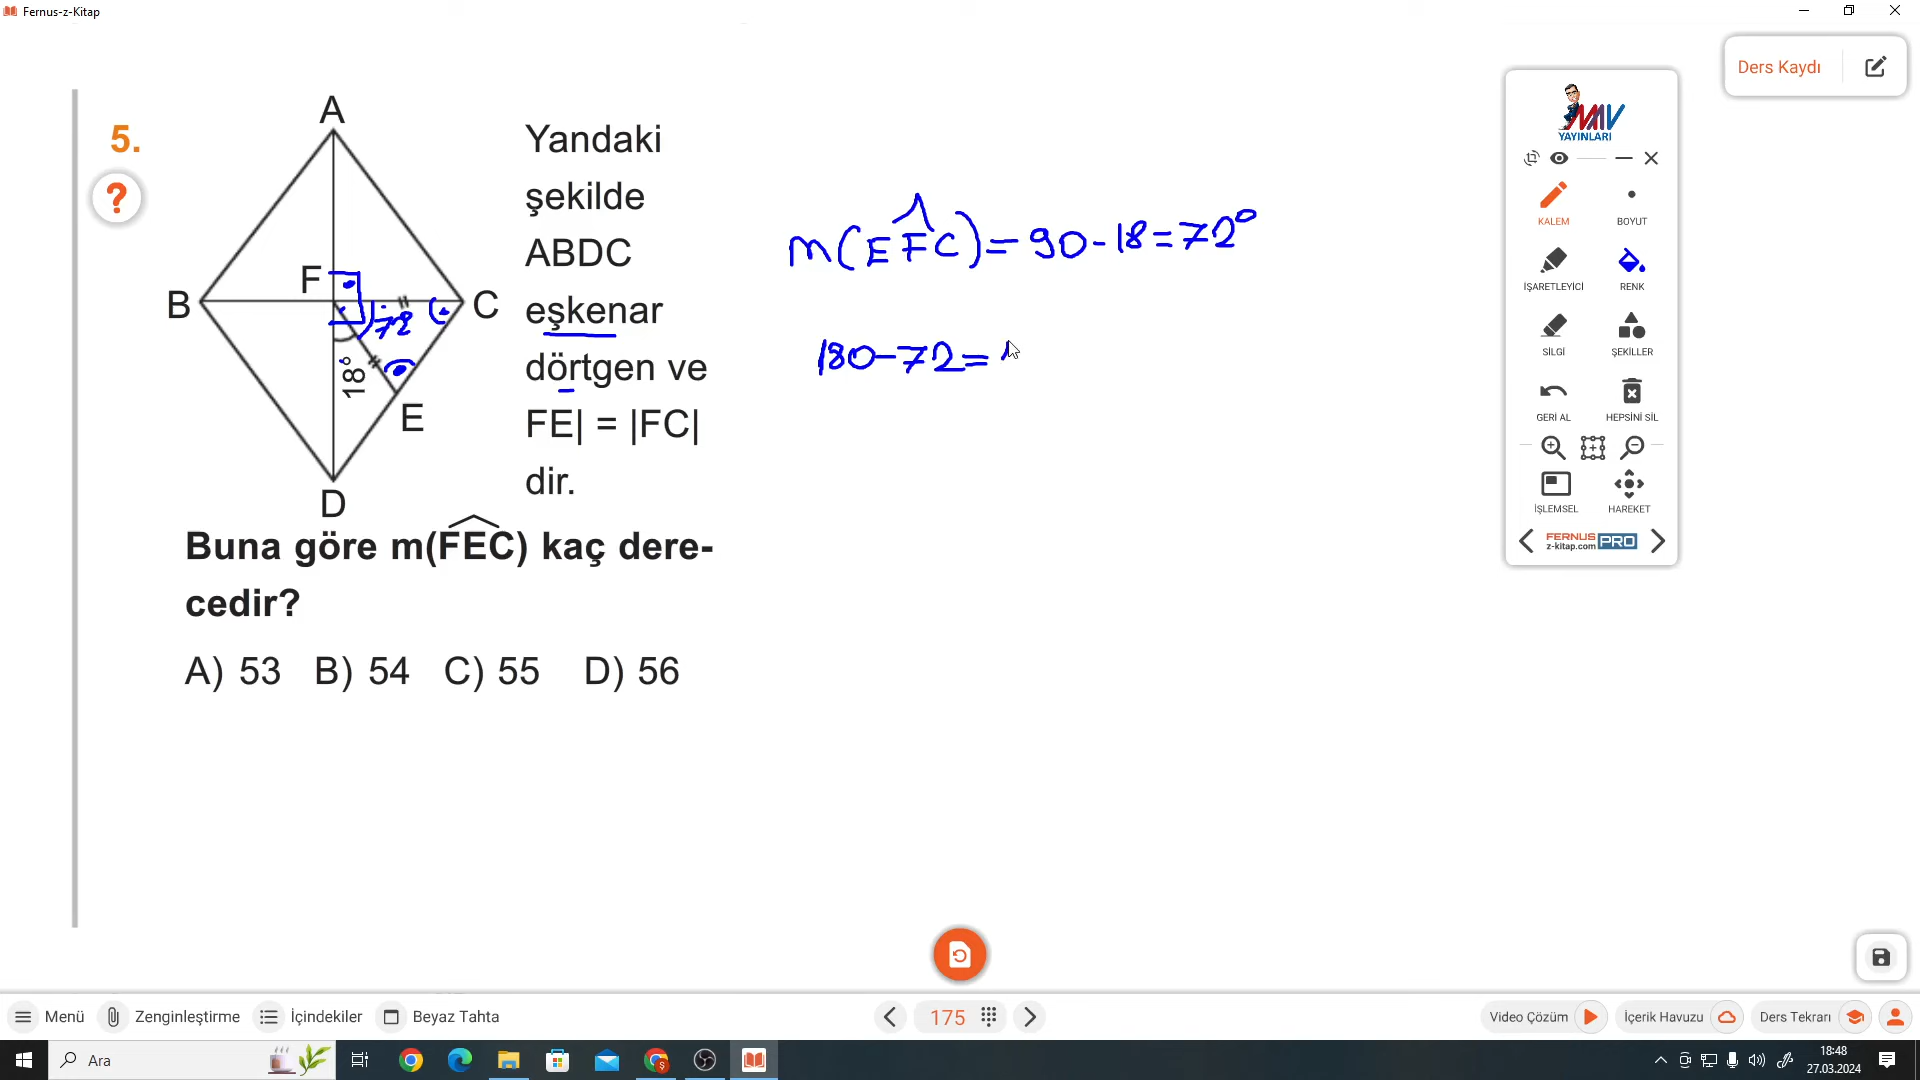 Fernus-z-Kitap
Ders Kaydı
5.
A
B
F
C
E
D
18°
72
Yandaki
şekilde
ABDC
eşkenar
dörtgen ve
FE| = |FC|
dir.
Buna göre m(FEC) kaç dere-
cedir?
A) 53 B) 54 C) 55 D) 56
m(EFC) = 90-18=72°
180-72=1
MAV
YAYINLARI
KALEM
BOYUT
İŞARETLEYİCİ
RENK
SİLGİ
ŞEKİLLER
GERİ AL
HEPSİNİ SİL
İŞLEMSEL
HAREKET
FERNUS
z-kitap.com
PRO
Menü
Zenginleştirme
İçindekiler
Beyaz Tahta
175
Video Çözüm
İçerik Havuzu
Ders Tekrarı
Ara
18:48
27.03.2024